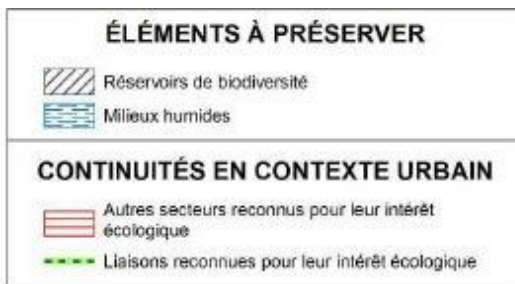 ÉLÉMENTS À PRÉSERVER
Réservoirs de biodiversité
Milieux humides
CONTINUITÉS EN CONTEXTE URBAIN
Autres secteurs reconnus pour leur intérêt
écologique
Liaisons reconnues pour leur intérêt écologique